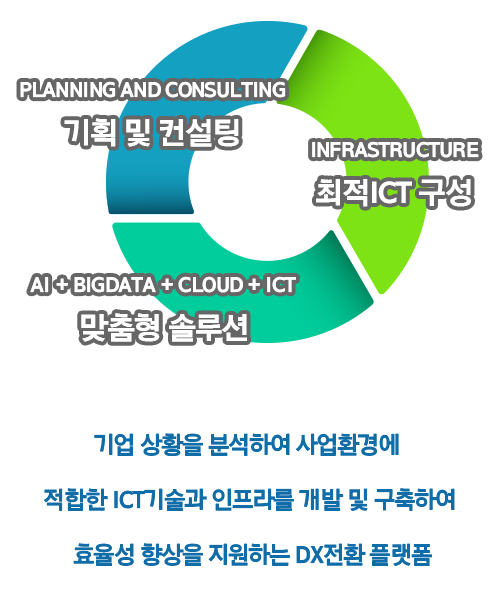 PLANNING AND CONSULTING
기획 및 컨설팅
INFRASTRUCTURE
최적ICT 구성
AI + BIGDATA + CLOUD + ICT
맞춤형 솔루션
기업 상황을 분석하여 사업환경에
적합한 ICT기술과 인프라를 개발 및 구축하여
효율성 향상을 지원하는 DX전환 플랫폼